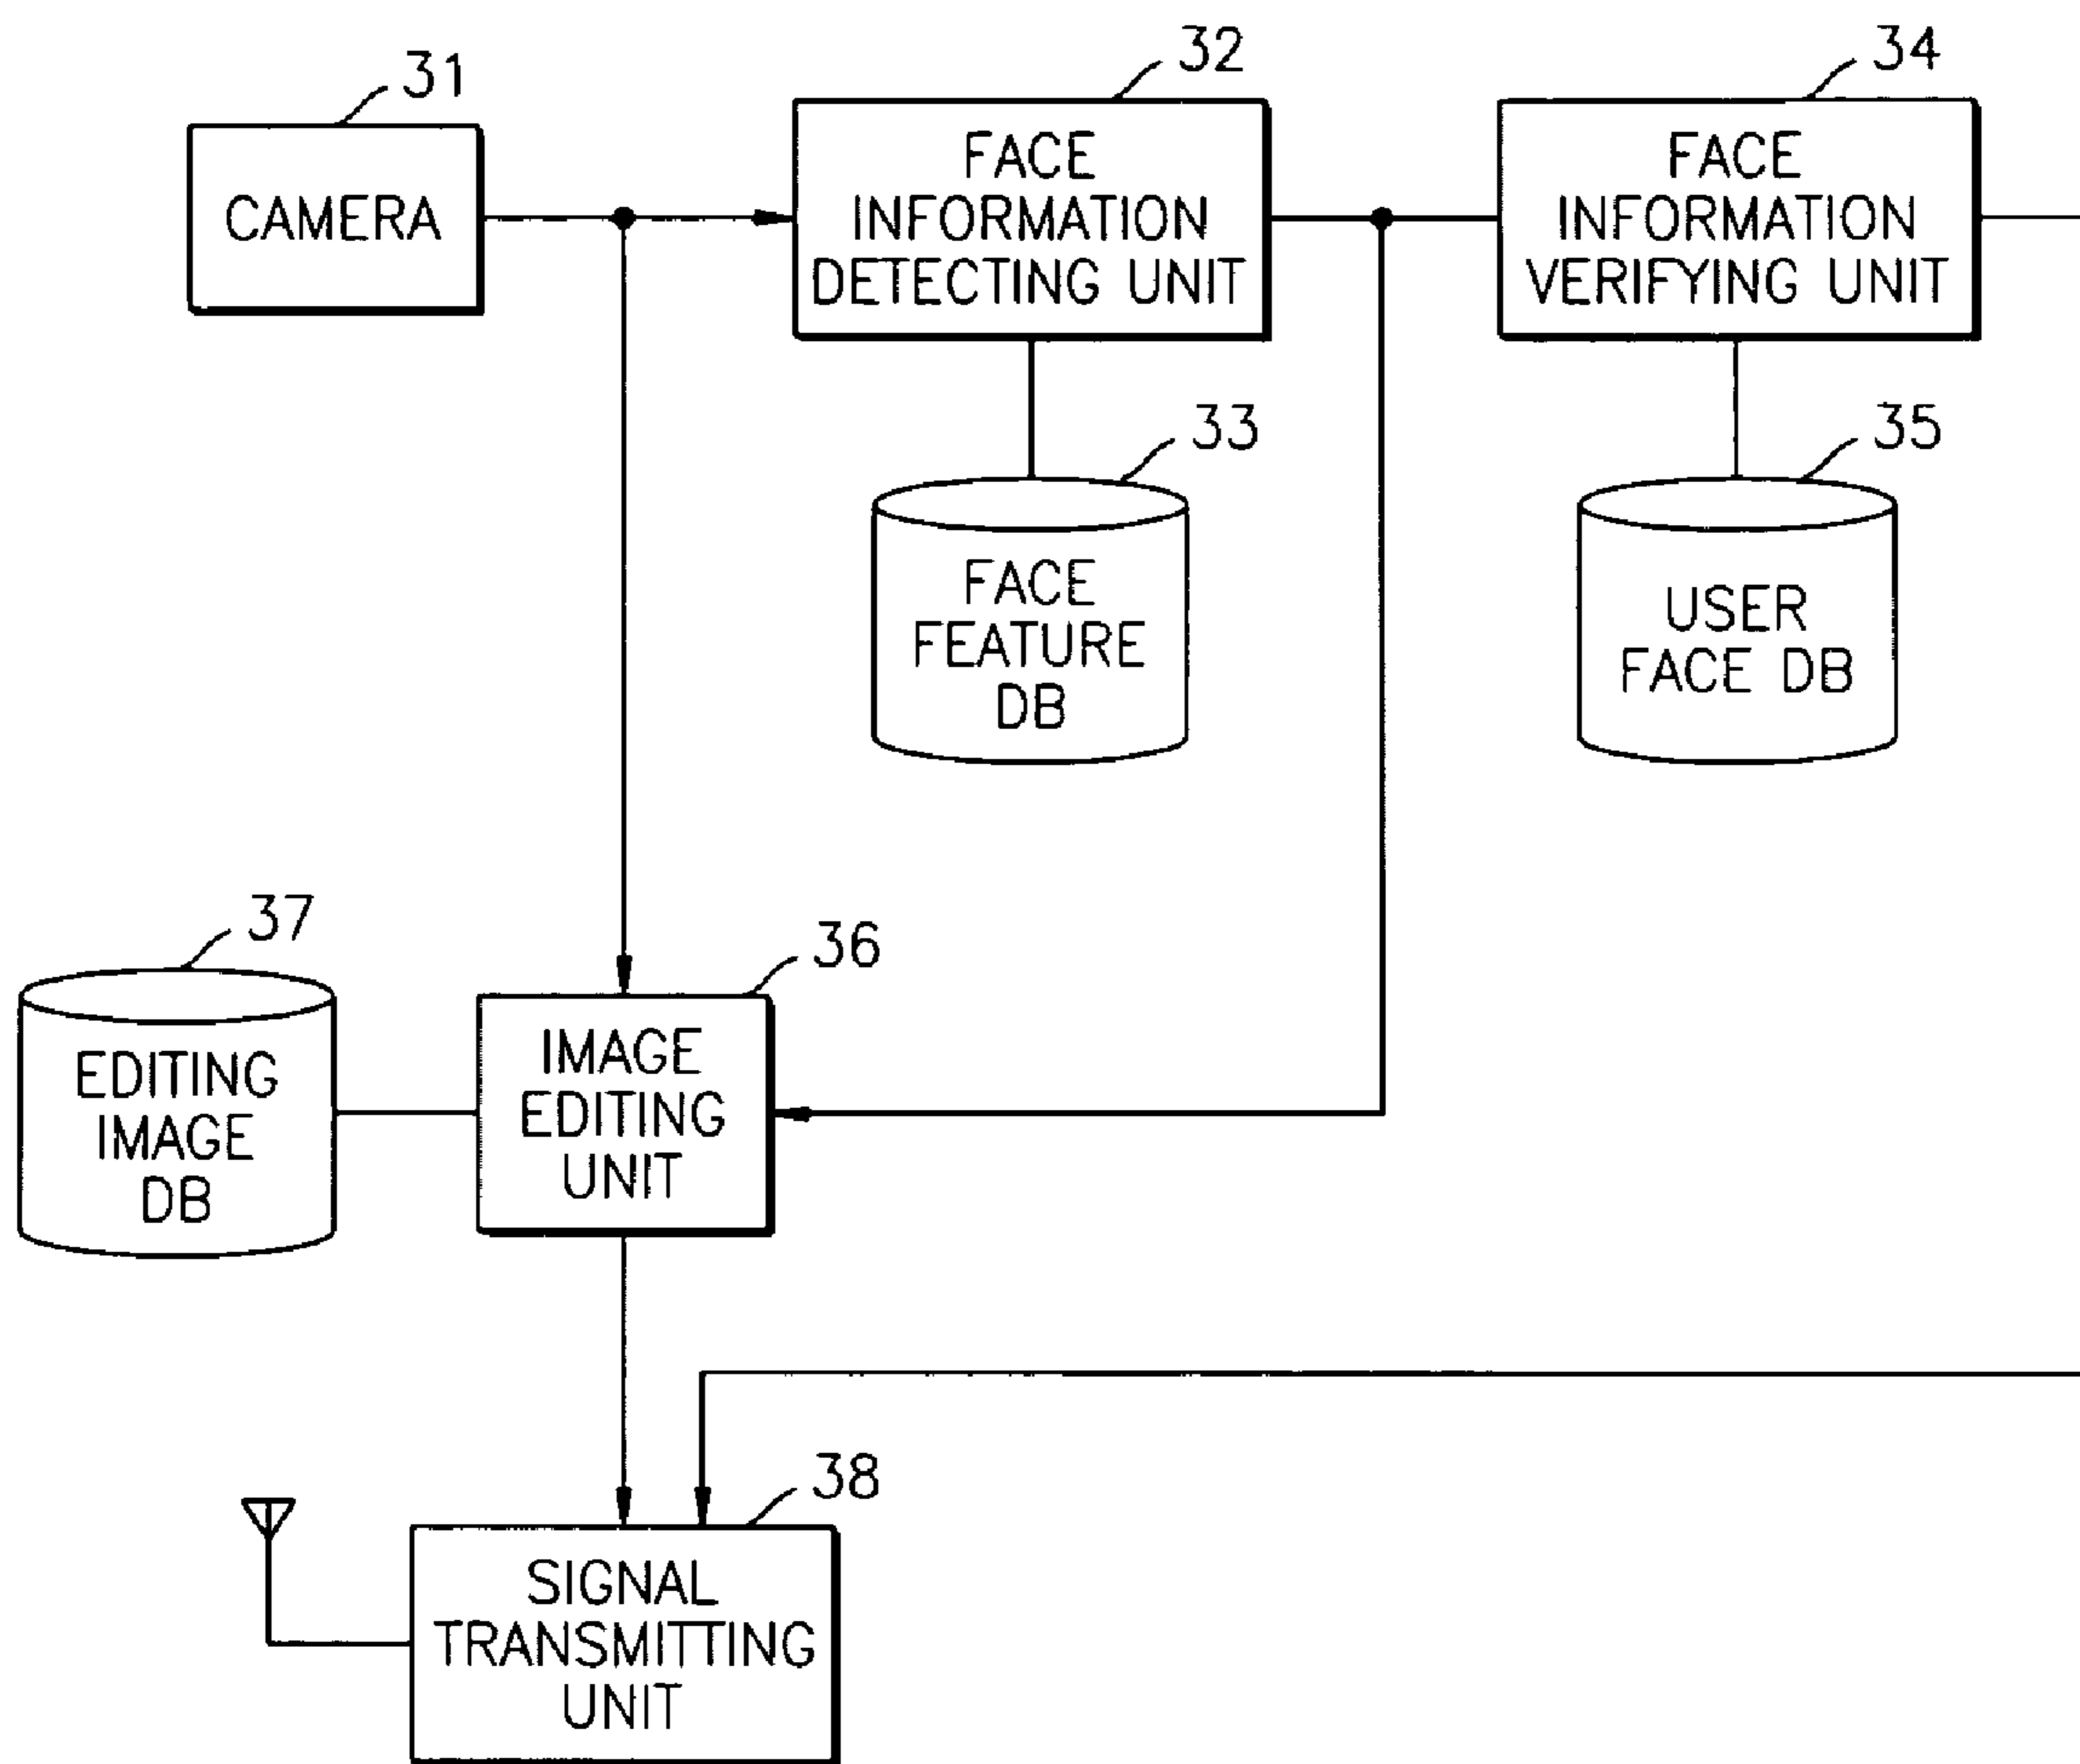 31
CAMERA
32
FACE
INFORMATION
DETECTING UNIT
34
FACE
INFORMATION
VERIFYING UNIT
33
FACE
FEATURE
DB
35
USER
FACE DB
37
EDITING
IMAGE
DB
36
IMAGE
EDITING
UNIT
38
SIGNAL
TRANSMITTING
UNIT